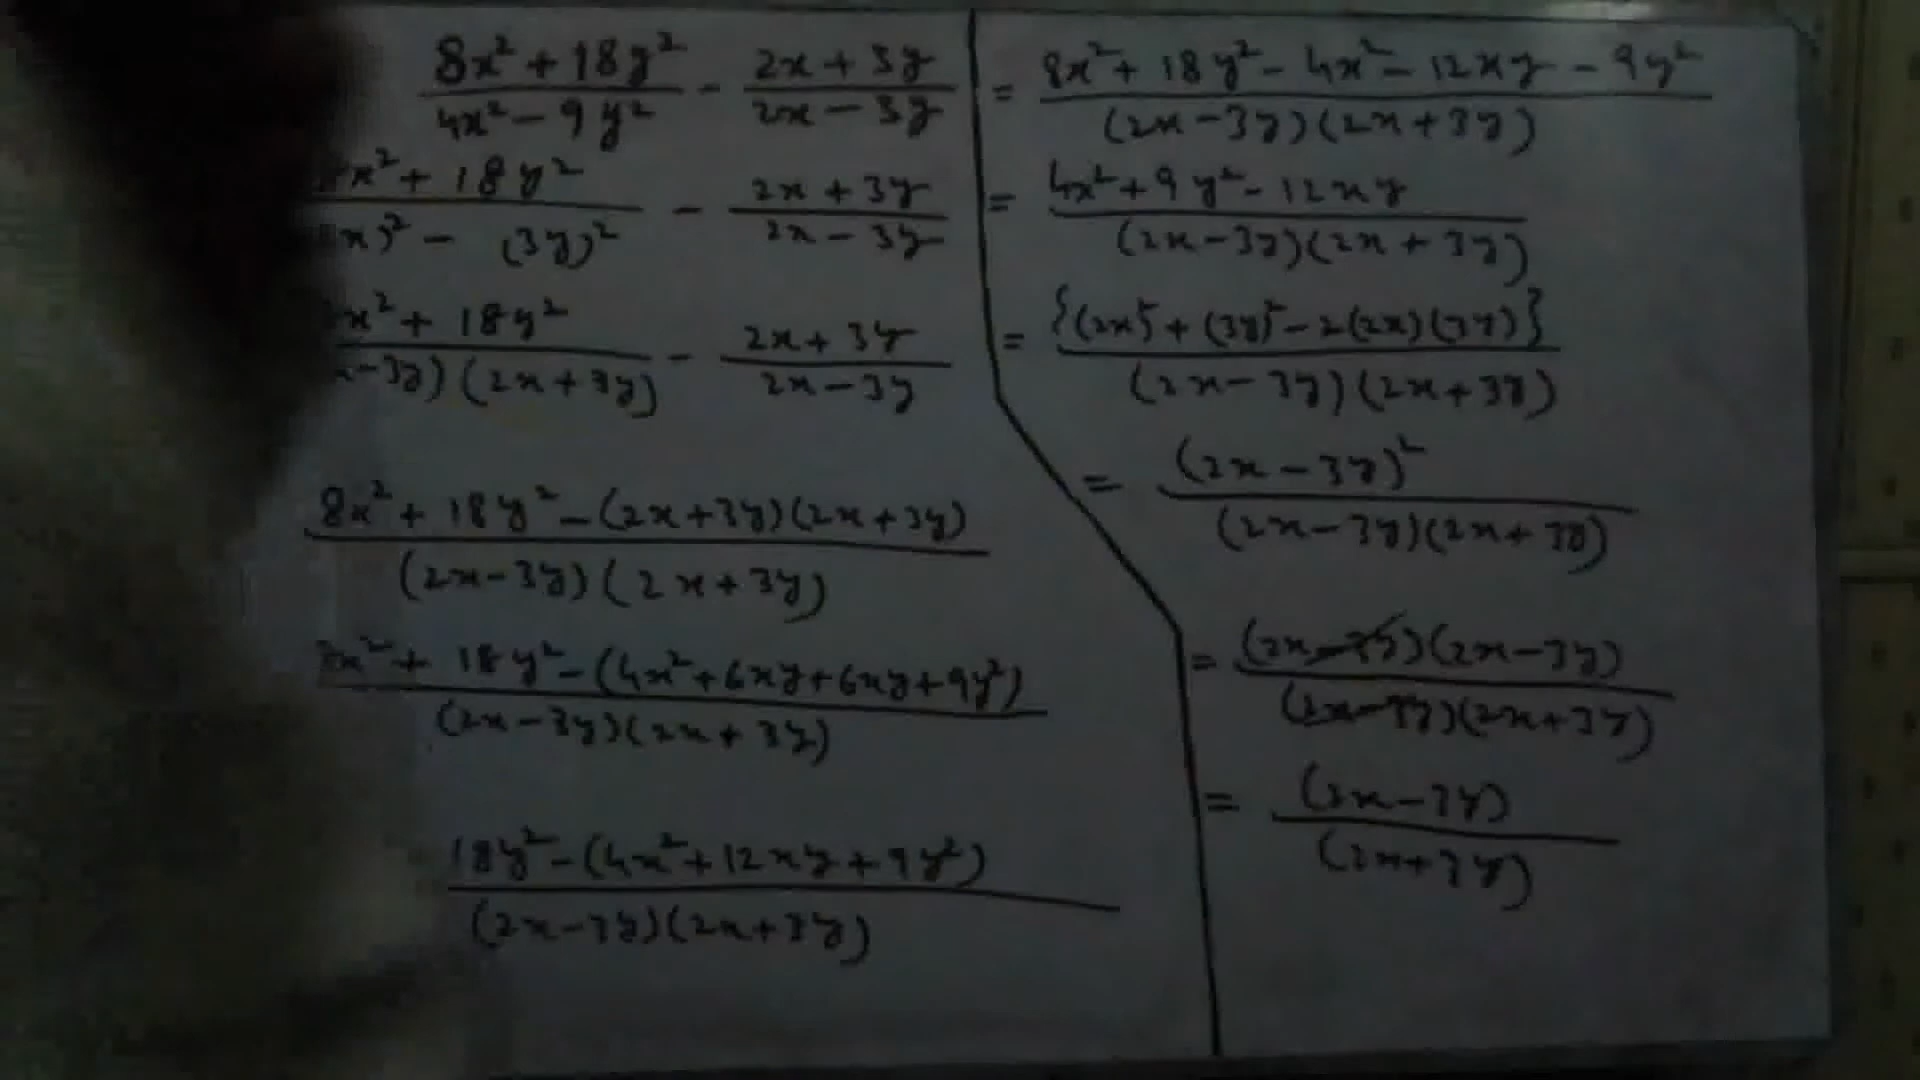 8x² + 18y² / 4x² - 9y² - 2x + 3y / 2x - 3y
x² + 18y² / x)² - (3y)² - 2x + 3y / 2x - 3y
x² + 18y² / x-3y)(2x+3y) - 2x+3y / 2x-3y
8x² + 18y² - (2x+3y)(2x+3y) / (2x-3y)(2x+3y)
x² + 18y² - (4x²+6xy+6xy+9y²) / (2x-3y)(2x+3y)
18y² - (4x²+12xy+9y²) / (2x-3y)(2x+3y)
= 8x² + 18y² - 4x² - 12xy - 9y² / (2x-3y)(2x+3y)
= 4x² + 9y² - 12xy / (2x-3y)(2x+3y)
= {(2x)² + (3y)² - 2(2x)(3y)} / (2x-3y)(2x+3y)
= (2x-3y)² / (2x-3y)(2x+3y)
= (2x-3y)(2x-3y) / (2x-3y)(2x+3y)
= (2x-3y) / (2x+3y)